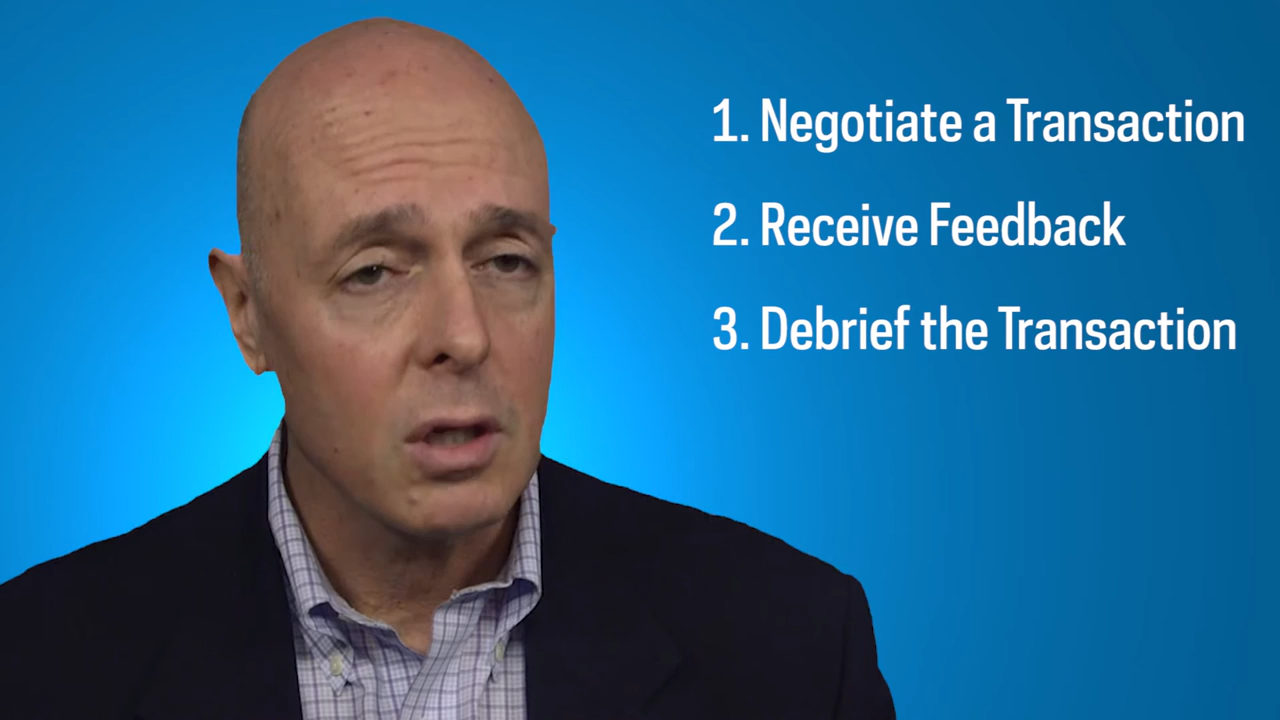 1. Negotiate a Transaction
2. Receive Feedback
3. Debrief the Transaction